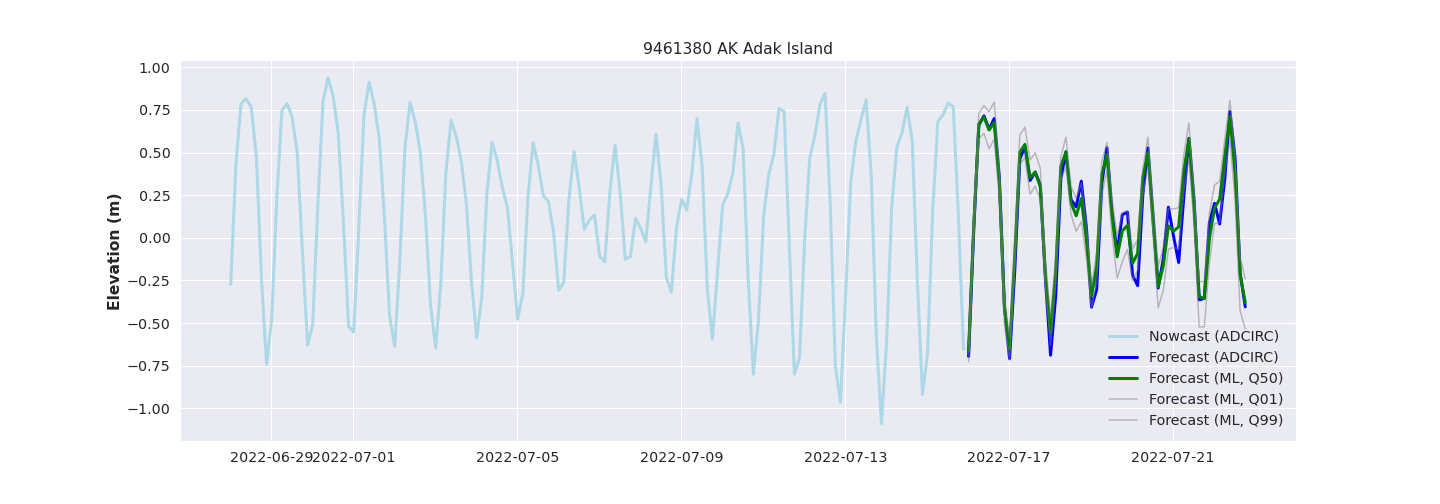 9461380 AK Adak Island
1.00
0.75
0.50
0.25
0.00
−0.25
−0.50
−0.75
−1.00
Elevation (m)
Nowcast (ADCIRC)
Forecast (ADCIRC)
Forecast (ML, Q50)
Forecast (ML, Q01)
Forecast (ML, Q99)
2022-06-29 2022-07-01 2022-07-05 2022-07-09 2022-07-13 2022-07-17 2022-07-21